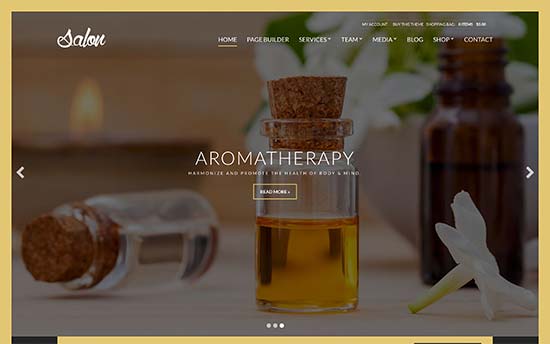 MY ACCOUNT BUY THIS THEME SHOPPING BAG: 0 ITEMS $0.00
Salon
HOME PAGE BUILDER SERVICES TEAM MEDIA BLOG SHOP CONTACT
AROMATHERAPY
HARMONIZE AND PROMOTE THE HEALTH OF BODY & MIND.
READ MORE »